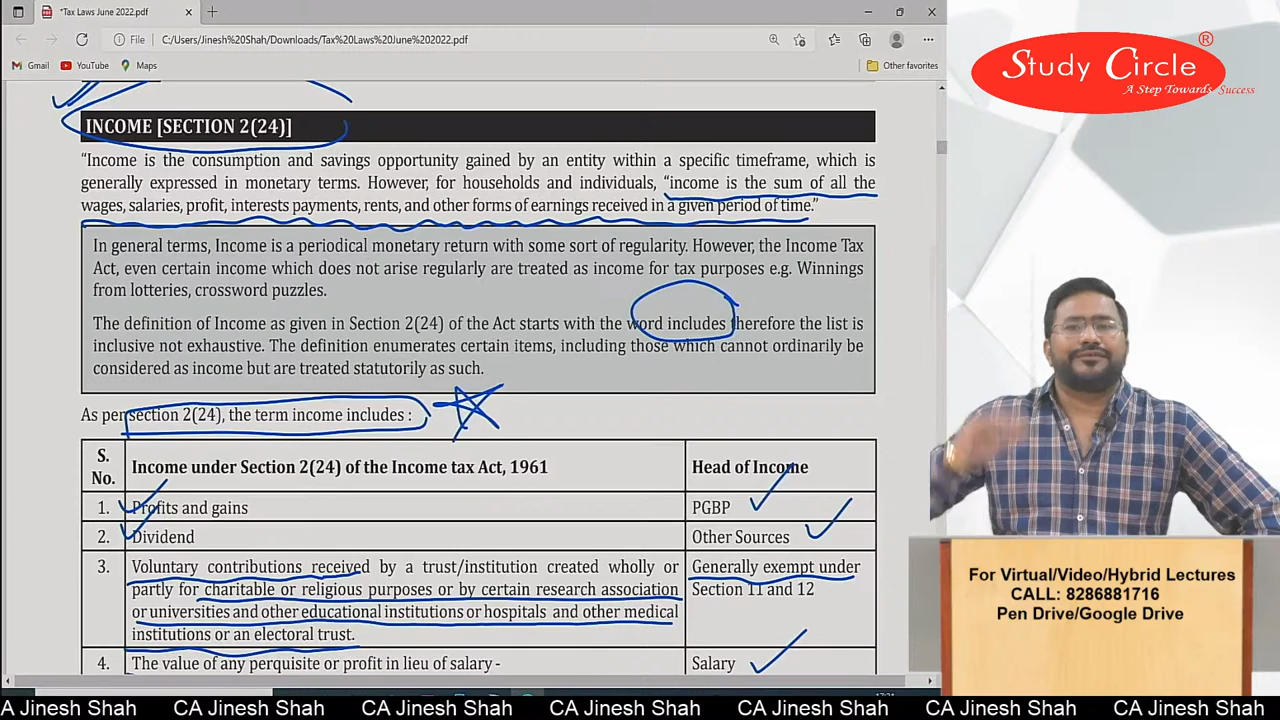 *Tax Laws June 2022.pdf
File
C:/Users/Jinesh%20Shah/Downloads/Tax%20Laws%20June%202022.pdf
Gmail
YouTube
Maps
Other favorites
Study Circle ®
A Step Towards Success
INCOME [SECTION 2(24)]
“Income is the consumption and savings opportunity gained by an entity within a specific timeframe, which is
generally expressed in monetary terms. However, for households and individuals, “income is the sum of all the
wages, salaries, profit, interests payments, rents, and other forms of earnings received in a given period of time.”
In general terms, Income is a periodical monetary return with some sort of regularity. However, the Income Tax
Act, even certain income which does not arise regularly are treated as income for tax purposes e.g. Winnings
from lotteries, crossword puzzles.
The definition of Income as given in Section 2(24) of the Act starts with the word includes therefore the list is
inclusive not exhaustive. The definition enumerates certain items, including those which cannot ordinarily be
considered as income but are treated statutorily as such.
As per section 2(24), the term income includes :
S. No. Income under Section 2(24) of the Income tax Act, 1961 Head of Income
1. Profits and gains PGBP
2. Dividend Other Sources
3. Voluntary contributions received by a trust/institution created wholly or Generally exempt under
partly for charitable or religious purposes or by certain research association Section 11 and 12
or universities and other educational institutions or hospitals and other medical
institutions or an electoral trust.
4. The value of any perquisite or profit in lieu of salary - Salary
For Virtual/Video/Hybrid Lectures
CALL: 8286881716
Pen Drive/Google Drive
A Jinesh Shah CA Jinesh Shah CA Jinesh Shah CA Jinesh Shah CA Jinesh Shah CA Jinesh Shah CA Jinesh Shah